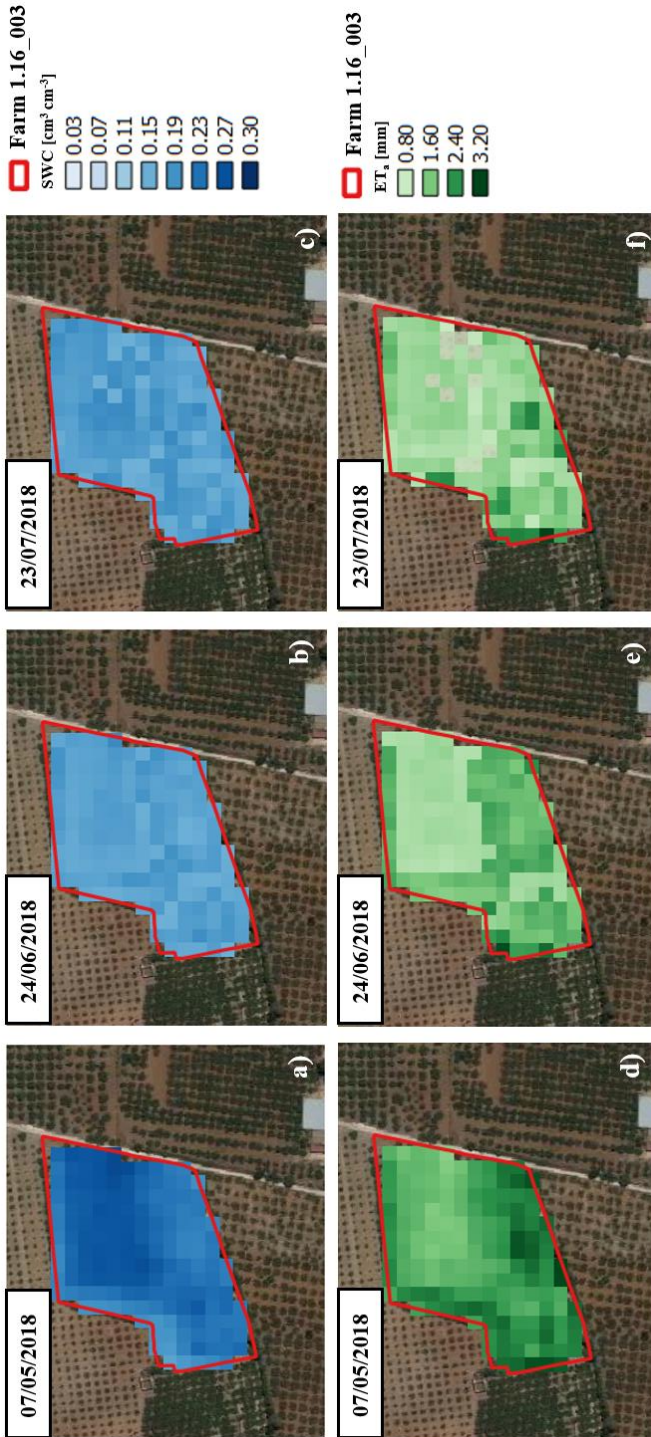 07/05/2018
a)
24/06/2018
b)
23/07/2018
c)
Farm 1.16_003
SWC [cm³ cm⁻³]
0.03
0.07
0.11
0.15
0.19
0.23
0.27
0.30
07/05/2018
d)
24/06/2018
e)
23/07/2018
f)
Farm 1.16_003
ETₐ [mm]
0.80
1.60
2.40
3.20